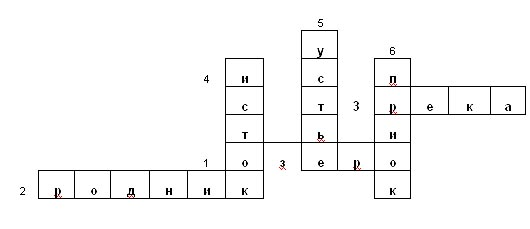 5
у 6
4 и с п
с т 3 р е к а
т ь и
1 о з е р о
2 р о д н и к к